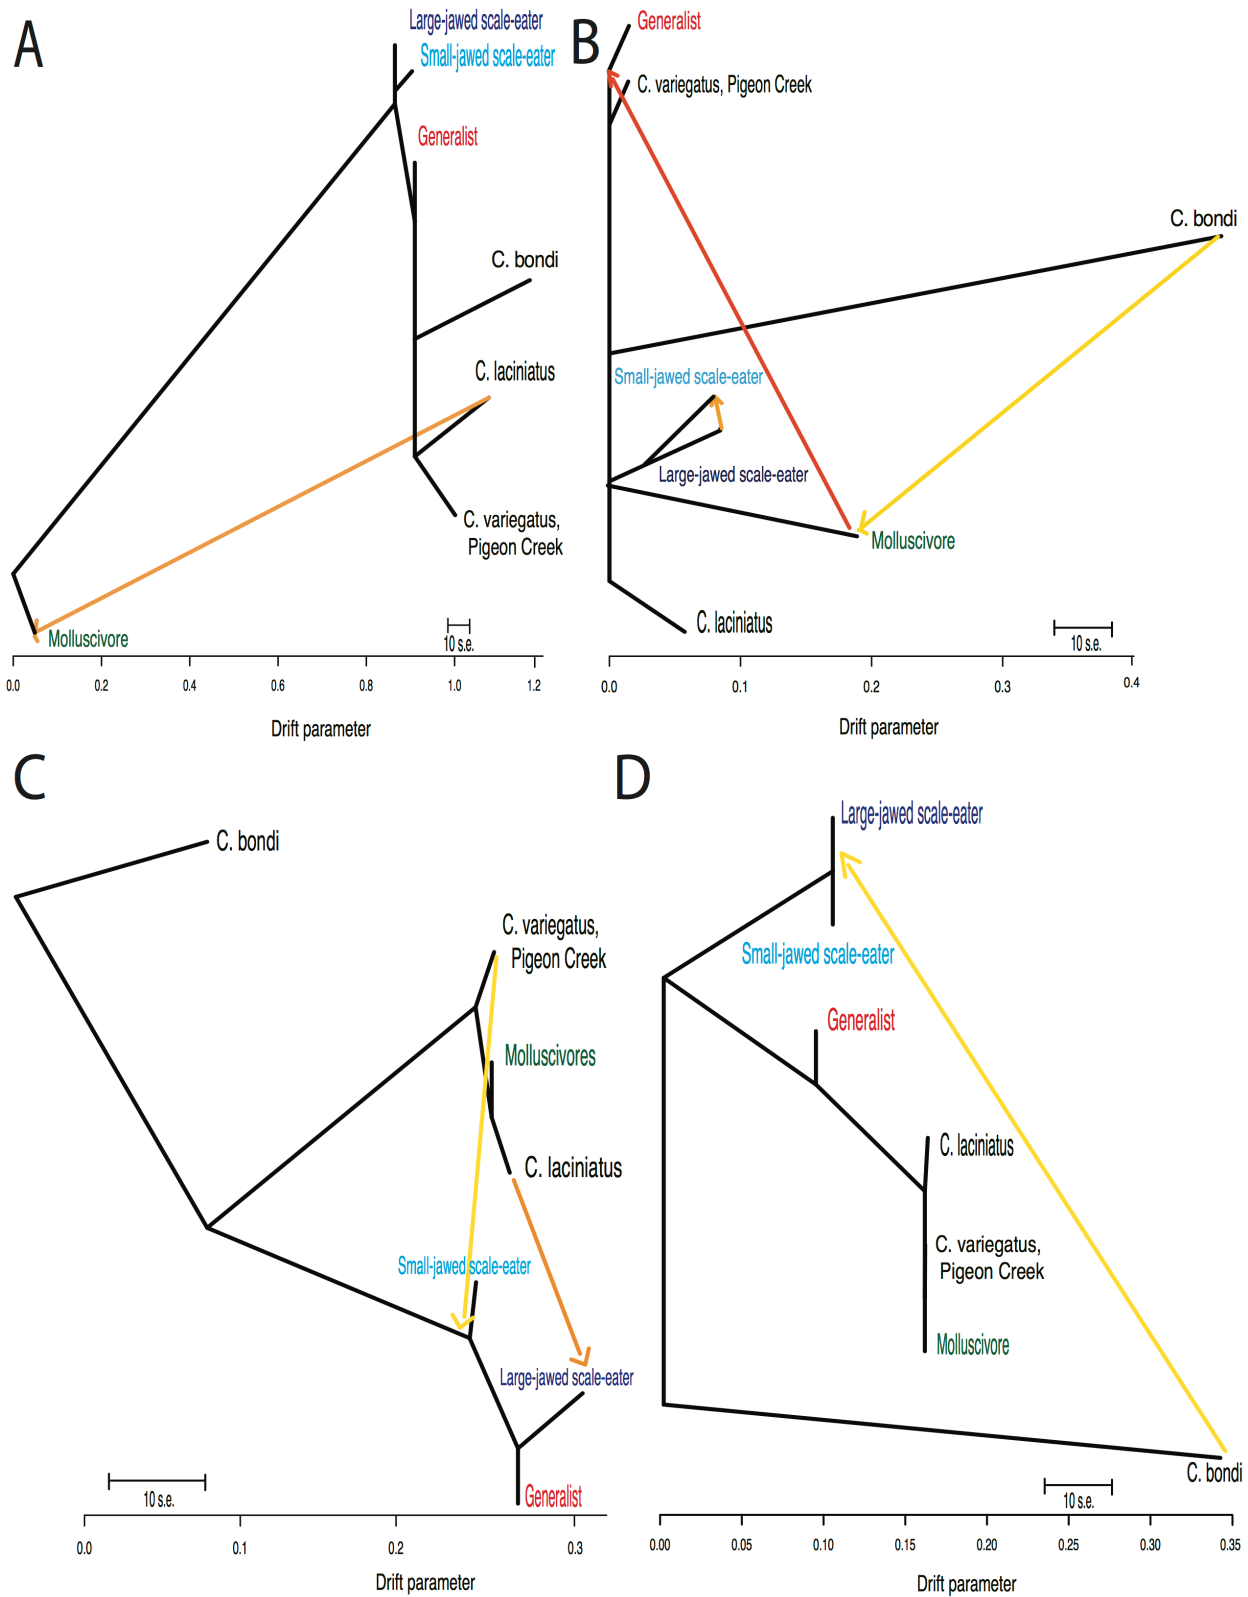 A
Large-jawed scale-eater
Small-jawed scale-eater
Generalist
C. bondi
C. laciniatus
C. variegatus,
Pigeon Creek
Molluscivore
10 s.e.
0.0 0.2 0.4 0.6 0.8 1.0 1.2
Drift parameter
B
Generalist
C. variegatus, Pigeon Creek
C. bondi
Small-jawed scale-eater
Large-jawed scale-eater
Molluscivore
C. laciniatus
10 s.e.
0.0 0.1 0.2 0.3 0.4
Drift parameter
C
C. bondi
C. variegatus,
Pigeon Creek
Molluscivores
C. laciniatus
Small-jawed scale-eater
Large-jawed scale-eater
Generalist
10 s.e.
0.0 0.1 0.2 0.3
Drift parameter
D
Large-jawed scale-eater
Small-jawed scale-eater
Generalist
C. laciniatus
C. variegatus,
Pigeon Creek
Molluscivore
C. bondi
10 s.e.
0.00 0.05 0.10 0.15 0.20 0.25 0.30 0.35
Drift parameter